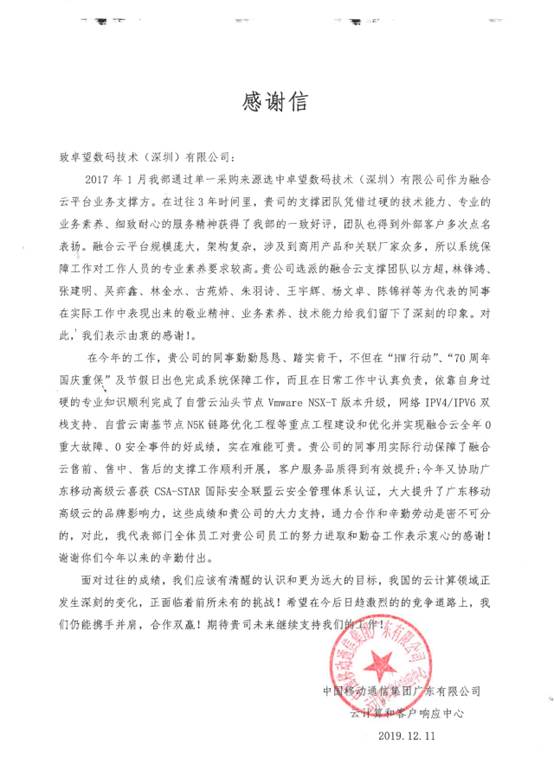 感谢信
致卓望数码技术（深圳）有限公司：
2017 年 1 月我部通过单一采购来源选中卓望数码技术（深圳）有限公司作为融合
云平台业务支撑方。在过往 3 年时间里，贵司的支撑团队凭借过硬的技术能力、专业的
业务素养、细致耐心的服务精神获得了我部的一致好评，团队也得到外部客户多次点名
表扬。融合云平台规模庞大，架构复杂，涉及到商用产品和关联厂家众多，所以系统保
障工作对工作人员的专业素养要求较高。贵公司选派的融合云支撑团队以方超，林锋鸿、
张建明、吴弈鑫、林金水、古苑娇、朱羽诗、王宇辉、杨文卓、陈锦祥等为代表的同事
在实际工作中表现出来的敬业精神、业务素养、技术能力给我们留下了深刻的印象。对
此，我们表示由衷的感谢！。
在今年的工作，贵公司的同事勤勤恳恳、踏实肯干，不但在“HW 行动”、“70 周年
国庆重保”及节假日出色完成系统保障工作，而且在日常工作中认真负责，依靠自身过
硬的专业知识顺利完成了自营云汕头节点 Vmware NSX-T 版本升级，网络 IPV4/IPV6 双
栈支持、自营云南基节点 N5K 链路优化工程等重点工程建设和优化并实现融合云全年 0
重大故障、0 安全事件的好成绩，实在准能可贵。贵公司的同事用实际行动保障了融合
云售前、售中、售后的支撑工作顺利开展，客户服务品质得到有效提升；今年又协助广
东移动高级云喜获 CSA-STAR 国际安全联盟云安全管理体系认证，大大提升了广东移动
高级云的品牌影响力，这些成绩和贵公司的大力支持，通力合作和辛勤劳动是密不可分
的，对此，我代表部门全体员工对贵公司员工的努力进取和勤奋工作表示衷心的感谢！
谢谢你们今年以来的辛勤付出。
面对过往的成绩，我们应该有清醒的认识和更为远大的目标，我国的云计算领域正
发生深刻的变化，正面临着前所未有的挑战！希望在今后日趋激烈的的竞争道路上，我
们仍能携手并肩，合作双赢！期待贵司未来继续支持我们的工作！
中国移动通信集团广东有限公司
云计算和客户响应中心
2019.12.11